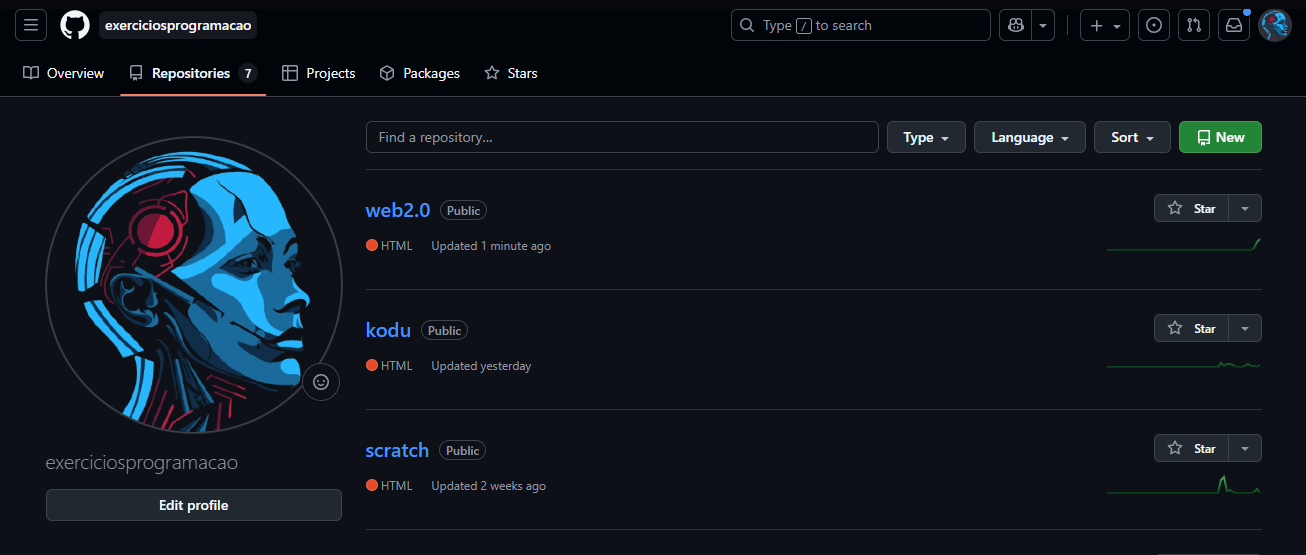 exerciciosprogramacao
Type / to search
Overview
Repositories 7
Projects
Packages
Stars
Find a repository...
Type
Language
Sort
New
web2.0 Public
Star
HTML Updated 1 minute ago
kodu Public
Star
HTML Updated yesterday
scratch Public
Star
HTML Updated 2 weeks ago
exerciciosprogramacao
Edit profile